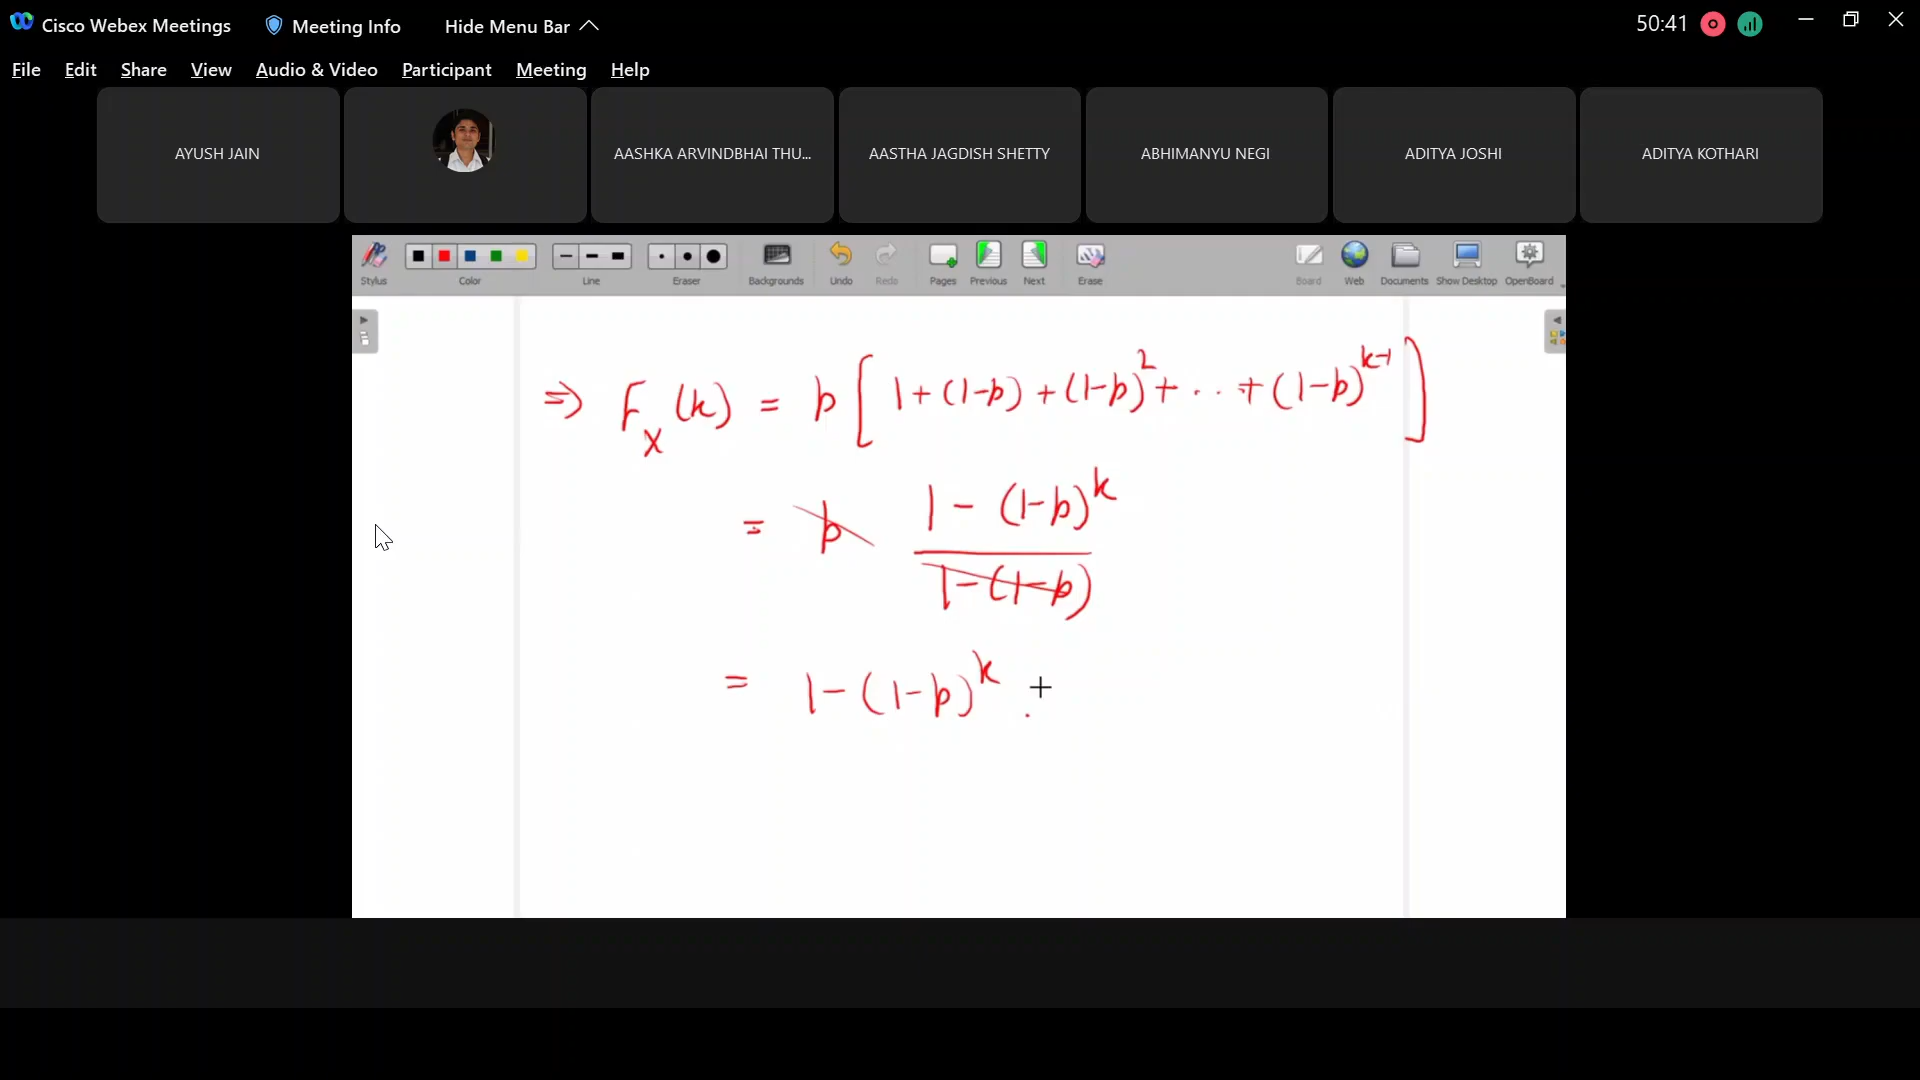 Cisco Webex Meetings Meeting Info Hide Menu Bar 50:41
File Edit Share View Audio & Video Participant Meeting Help
AYUSH JAIN AASHKA ARVINDBHAI THU... AASTHA JAGDISH SHETTY ABHIMANYU NEGI ADITYA JOSHI ADITYA KOTHARI
Stylus Color Line Eraser Backgrounds Undo Redo Pages Previous Next Erase Board Web Documents Show Desktop OpenBoard
⇒ F_X(k) = p [ 1 + (1-p) + (1-p)^2 + ... + (1-p)^{k-1} ]
= p \frac{1 - (1-p)^k}{1-(1-p)}
= 1-(1-p)^k .